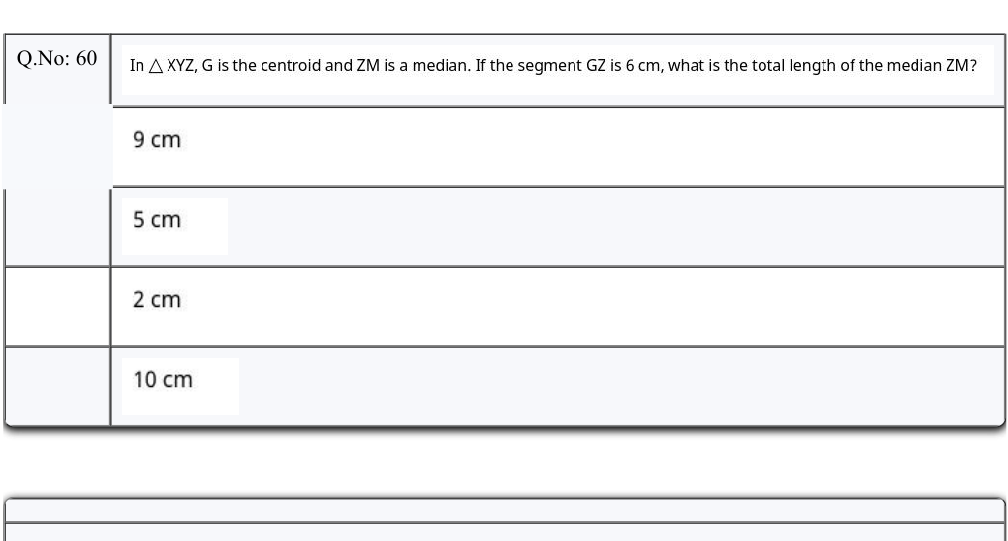 Q.No: 60
In △ XYZ, G is the centroid and ZM is a median. If the segment GZ is 6 cm, what is the total length of the median ZM?
9 cm
5 cm
2 cm
10 cm